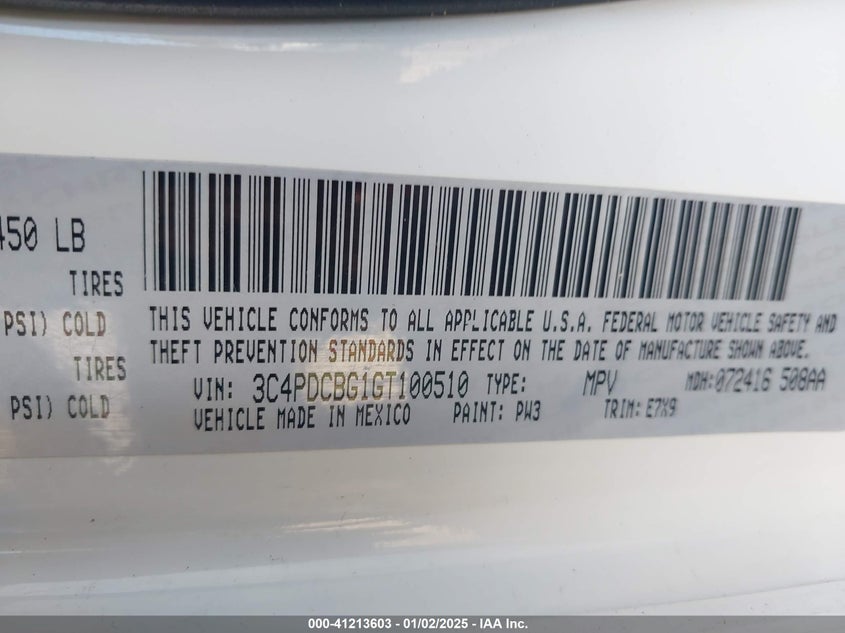 450 LB
TIRES
PSI) COLD
TIRES
PSI) COLD
THIS VEHICLE CONFORMS TO ALL APPLICABLE U.S.A. FEDERAL MOTOR VEHICLE SAFETY AND
THEFT PREVENTION STANDARDS IN EFFECT ON THE DATE OF MANUFACTURE SHOWN ABOVE.
VIN: 3C4PDCBG1GT100510 TYPE: MPV MDH:072416 508AA
VEHICLE MADE IN MEXICO PAINT: PW3 TRIM: E7X9
000-41213603 - 01/02/2025 - IAA Inc.